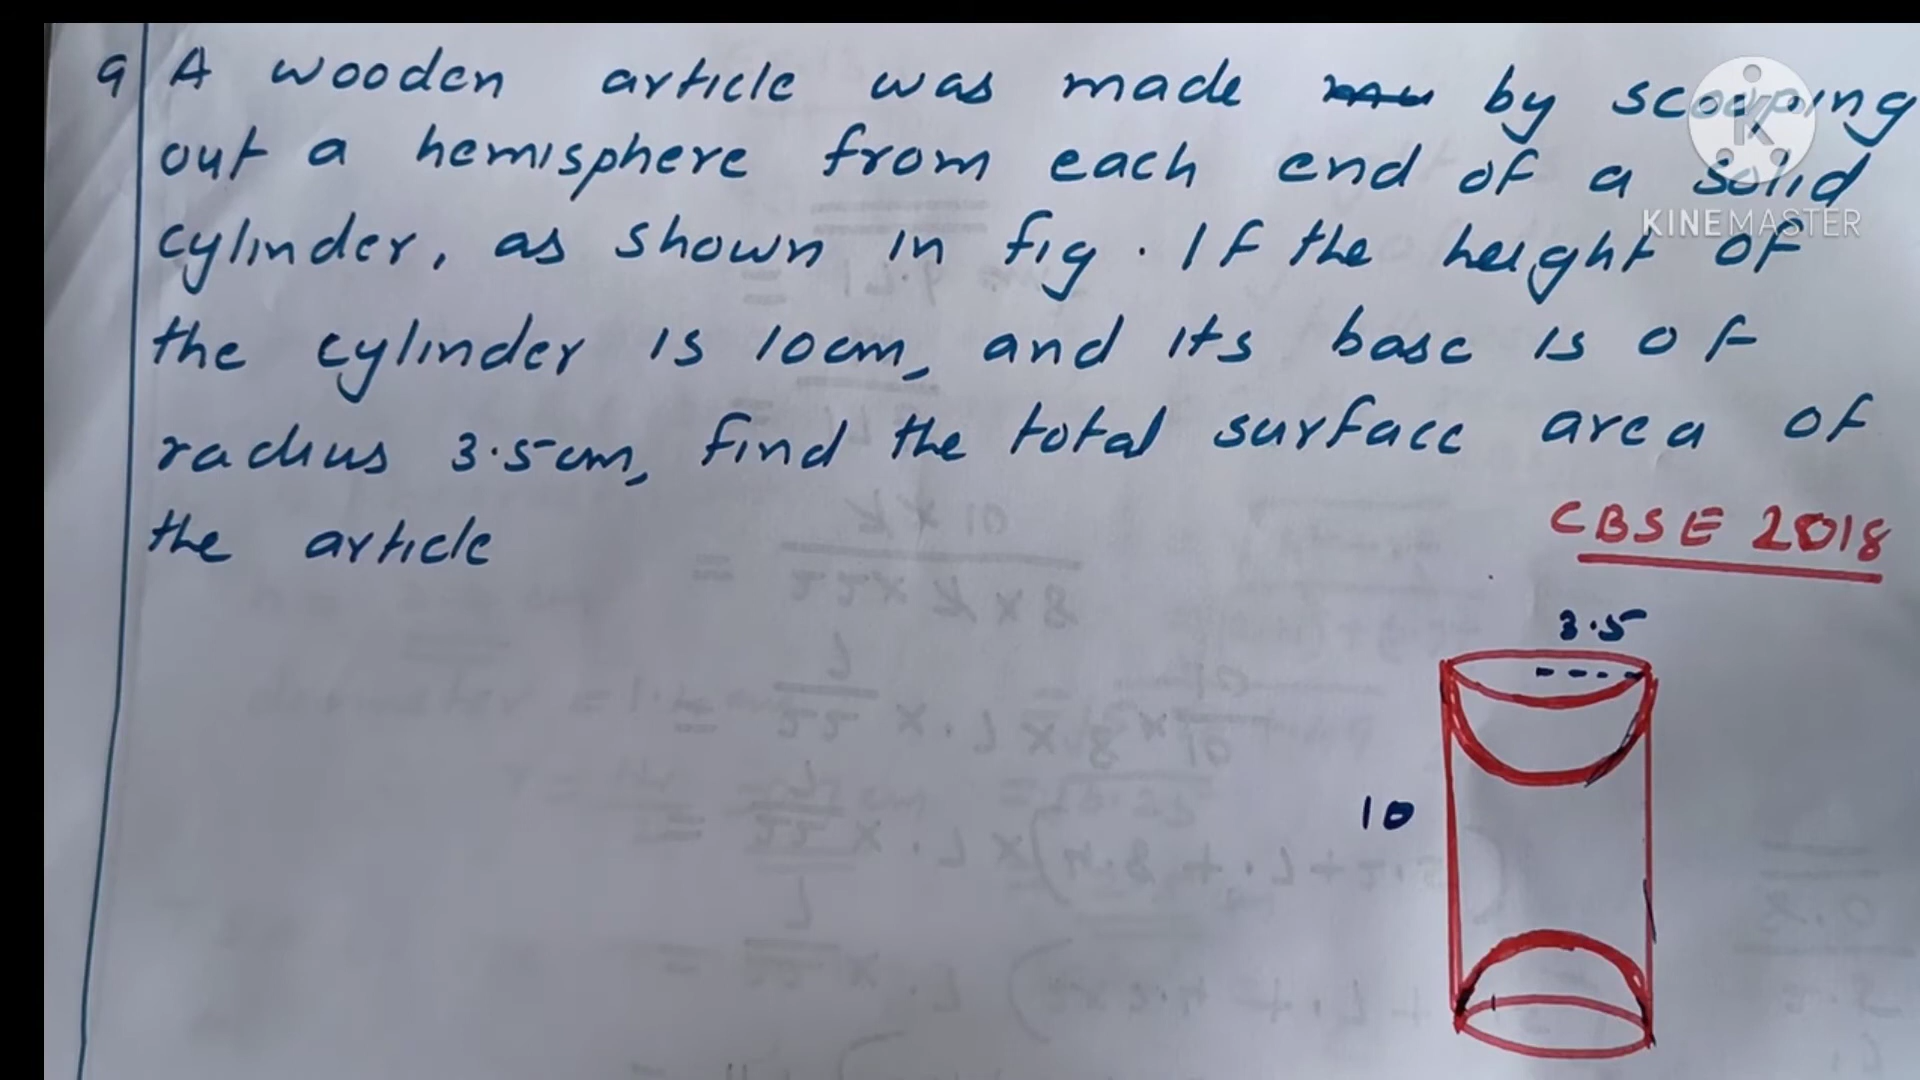 9 A wooden article was made by scooping
out a hemisphere from each end of a solid
cylinder, as shown in fig. If the height of
the cylinder is 10cm, and its base is of
radius 3.5cm, find the total surface area of
the article
CBSE 2018
3.5
10
KINEMASTER